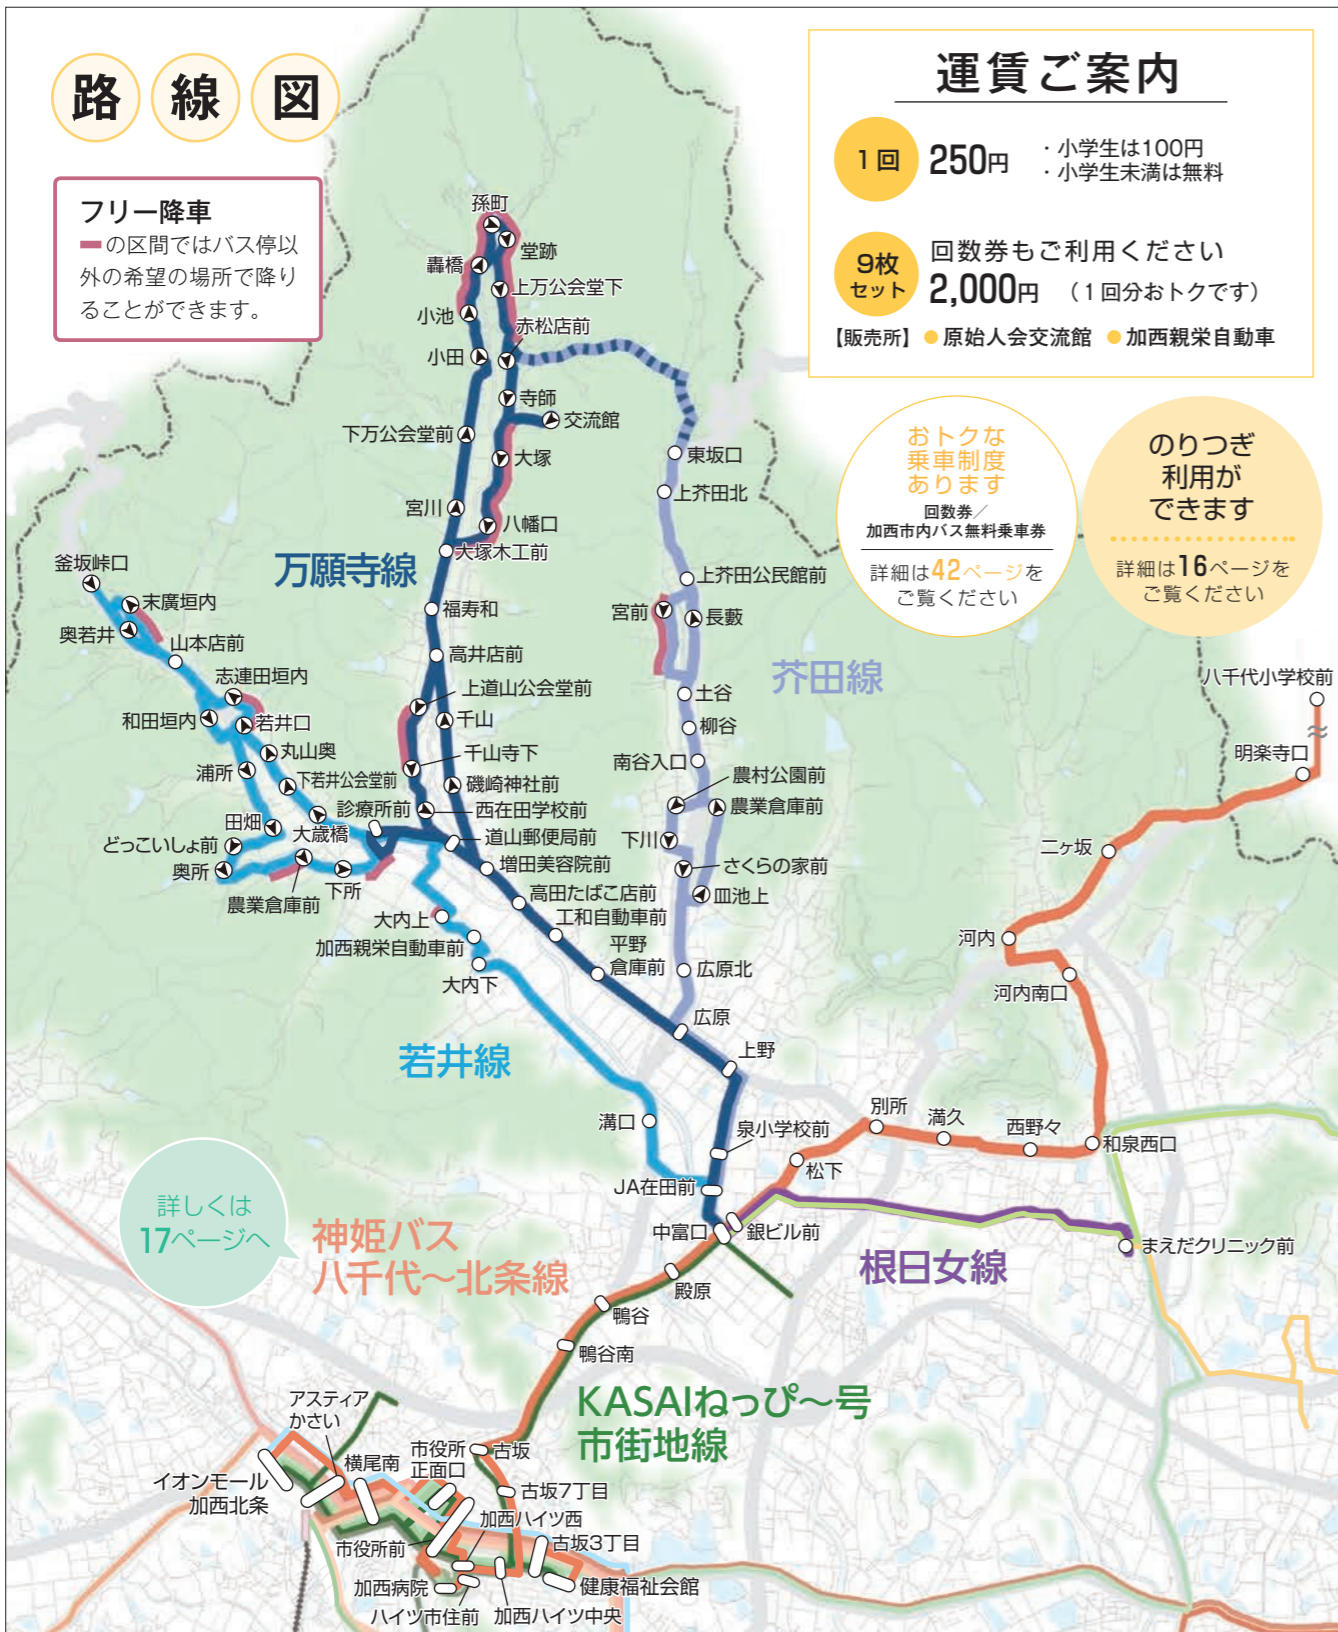 路線図
フリー降車
の区間ではバス停以
外の希望の場所で降り
ることができます。
運賃ご案内
1回
250円
・小学生は100円
・小学生未満は無料
9枚
セット
回数券もご利用ください
2,000円 (1回分おトクです)
【販売所】 ●原始人会交流館 ●加西親栄自動車
おトクな
乗車制度
あります
回数券／
加西市内バス無料乗車券
詳細は42ページを
ご覧ください
のりつぎ
利用が
できます
詳細は16ページを
ご覧ください
孫町
堂跡
轟橋
上万公会堂下
小池
赤松店前
小田
寺師
交流館
下万公会堂前
大塚
宮川
八幡口
大塚木工前
万願寺線
福寿和
高井店前
上道山公会堂前
千山
千山寺下
磯崎神社前
西在田学校前
道山郵便局前
増田美容院前
高田たばこ店前
工和自動車前
平野
倉庫前
広原
上野
泉小学校前
JA在田前
中富口
銀ビル前
東坂口
上芥田北
上芥田公民館前
宮前
長藪
芥田線
土谷
柳谷
南谷入口
農村公園前
農業倉庫前
下川
さくらの家前
皿池上
広原北
釜坂峠口
末廣垣内
奥若井
山本店前
志連田垣内
和田垣内
若井口
丸山奥
浦所
下若井公会堂前
田畑
大歳橋
診療所前
どっこいしょ前
奥所
農業倉庫前
下所
大内上
加西親栄自動車前
大内下
若井線
溝口
八千代小学校前
明楽寺口
二ヶ坂
河内
河内南口
和泉西口
西野々
満久
別所
松下
まえだクリニック前
根日女線
詳しくは
17ページへ
神姫バス
八千代～北条線
殿原
鴨谷
鴨谷南
KASAIねっぴ～号
市街地線
アスティア
かさい
イオンモール
加西北条
横尾南
市役所
正面口
古坂
古坂7丁目
加西ハイツ西
古坂3丁目
市役所前
加西病院
ハイツ市住前
加西ハイツ中央
健康福祉会館